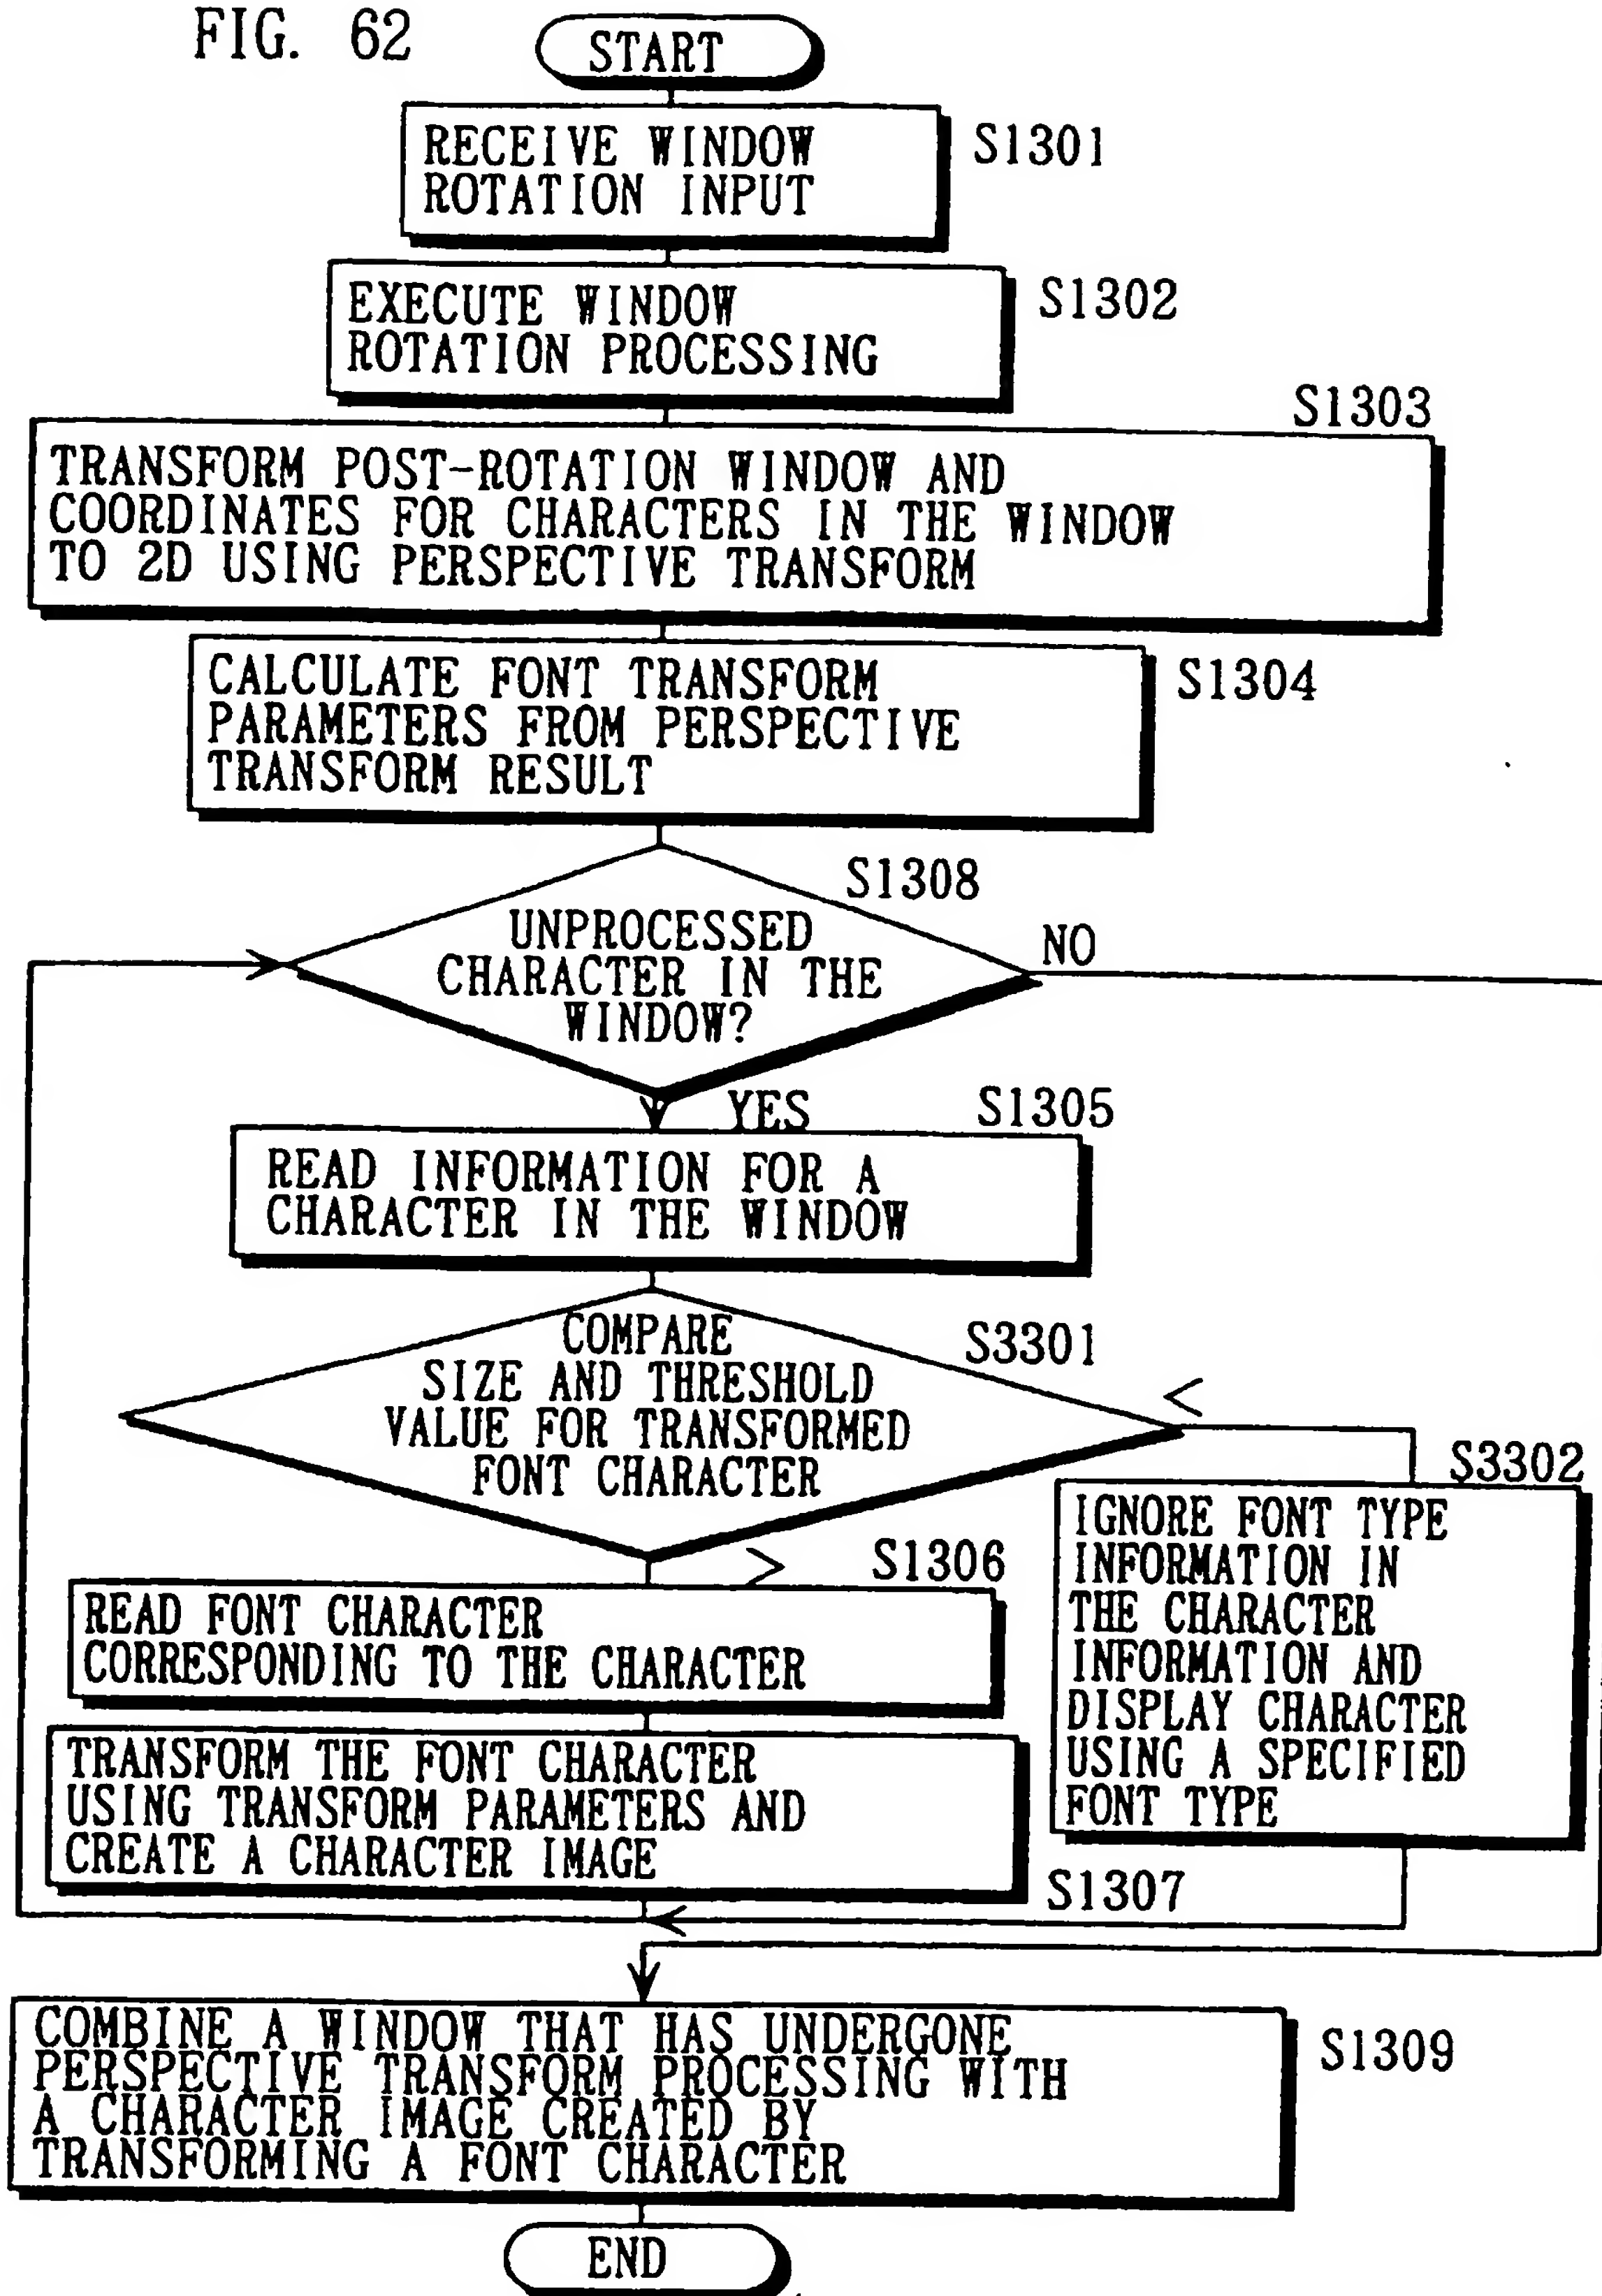 FIG. 62
START
RECEIVE WINDOW
ROTATION INPUT
S1301
EXECUTE WINDOW
ROTATION PROCESSING
S1302
S1303
TRANSFORM POST-ROTATION WINDOW AND
COORDINATES FOR CHARACTERS IN THE WINDOW
TO 2D USING PERSPECTIVE TRANSFORM
CALCULATE FONT TRANSFORM
PARAMETERS FROM PERSPECTIVE
TRANSFORM RESULT
S1304
S1308
UNPROCESSED
CHARACTER IN THE
WINDOW?
NO
YES
S1305
READ INFORMATION FOR A
CHARACTER IN THE WINDOW
COMPARE
SIZE AND THRESHOLD
VALUE FOR TRANSFORMED
FONT CHARACTER
S3301
<
S3302
IGNORE FONT TYPE
INFORMATION IN
THE CHARACTER
INFORMATION AND
DISPLAY CHARACTER
USING A SPECIFIED
FONT TYPE
>
S1306
READ FONT CHARACTER
CORRESPONDING TO THE CHARACTER
TRANSFORM THE FONT CHARACTER
USING TRANSFORM PARAMETERS AND
CREATE A CHARACTER IMAGE
S1307
COMBINE A WINDOW THAT HAS UNDERGONE
PERSPECTIVE TRANSFORM PROCESSING WITH
A CHARACTER IMAGE CREATED BY
TRANSFORMING A FONT CHARACTER
S1309
END